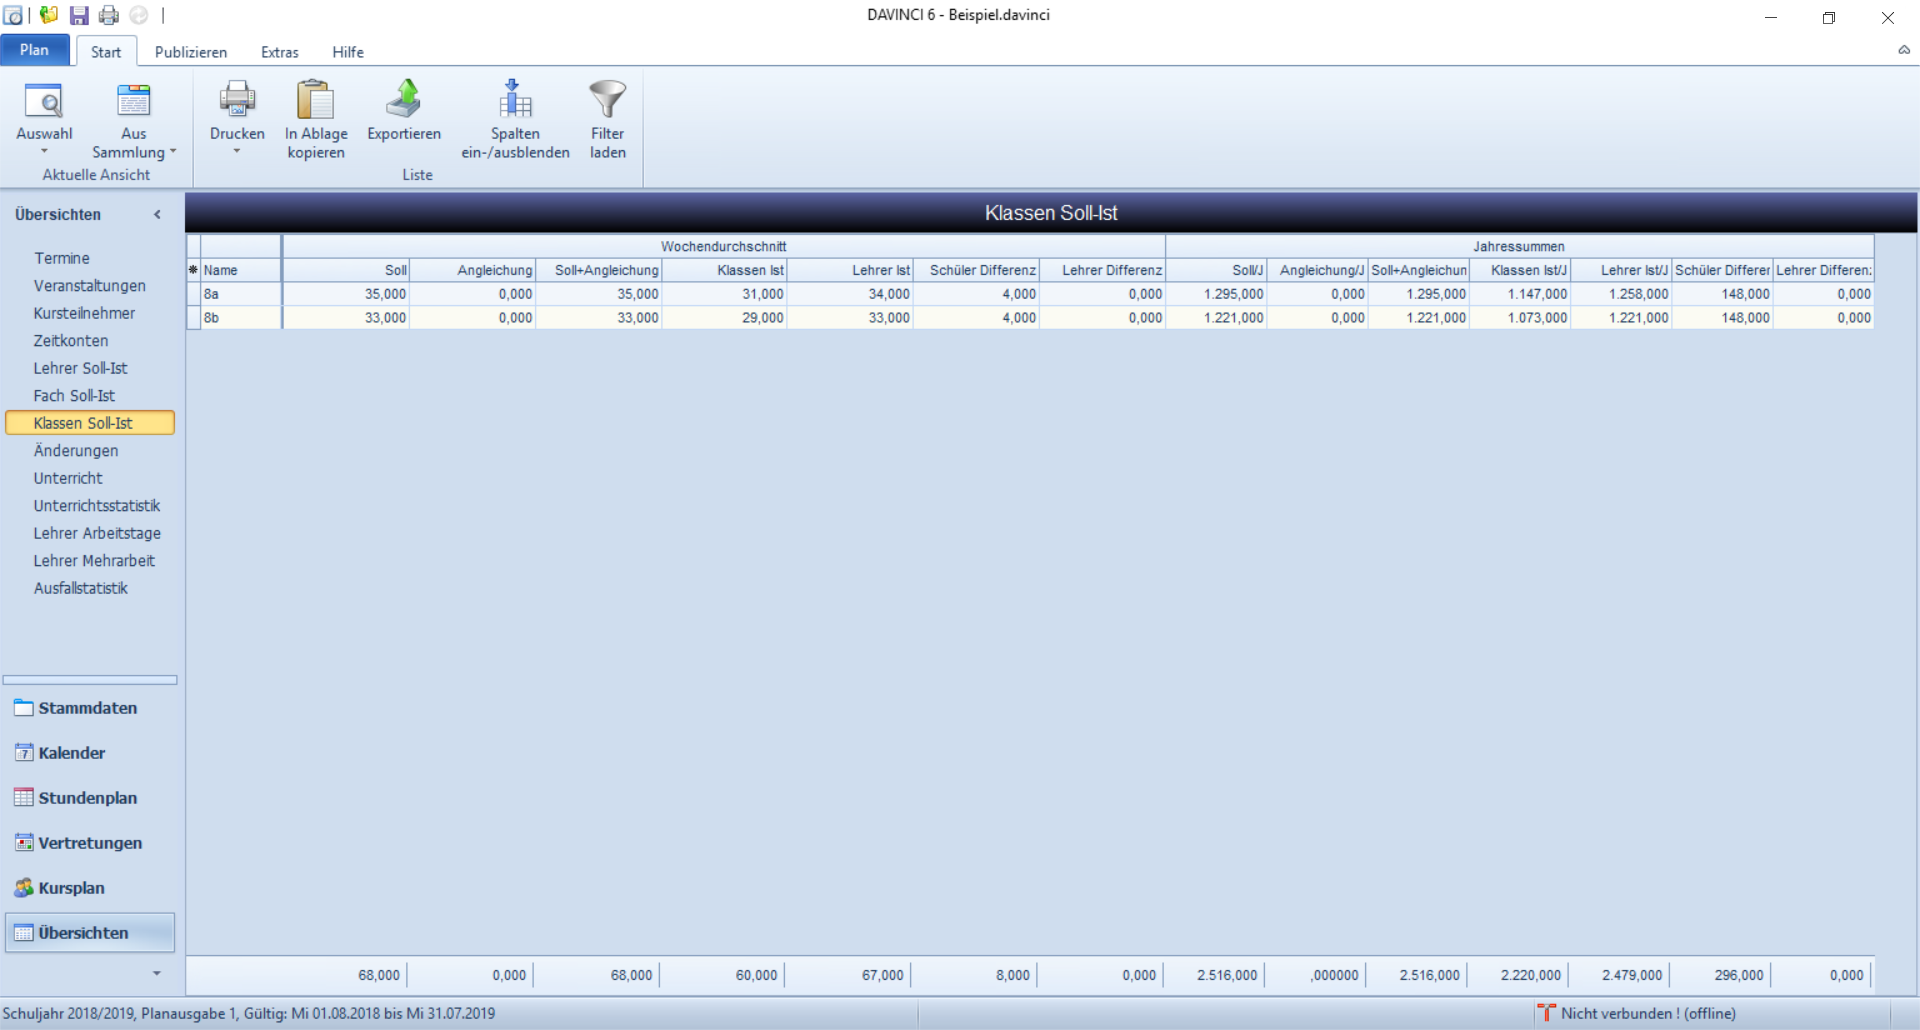 DAVINCI 6 - Beispiel.davinci
Plan Start Publizieren Extras Hilfe
Auswahl
Aus Sammlung
Aktuelle Ansicht
Drucken
In Ablage kopieren
Exportieren
Spalten ein-/ausblenden
Filter laden
Liste
Übersichten
Termine
Veranstaltungen
Kursteilnehmer
Zeitkonten
Lehrer Soll-Ist
Fach Soll-Ist
Klassen Soll-Ist
Änderungen
Unterricht
Unterrichtsstatistik
Lehrer Arbeitstage
Lehrer Mehrarbeit
Ausfallstatistik
Stammdaten
7 Kalender
Stundenplan
Vertretungen
Kursplan
Übersichten
Klassen Soll-Ist
Wochendurchschnitt Jahressummen
✱ Name Soll Angleichung Soll+Angleichung Klassen Ist Lehrer Ist Schüler Differenz Lehrer Differenz Soll/J Angleichung/J Soll+Angleichun Klassen Ist/J Lehrer Ist/J Schüler Differer Lehrer Differen:
8a 35,000 0,000 35,000 31,000 34,000 4,000 0,000 1.295,000 0,000 1.295,000 1.147,000 1.258,000 148,000 0,000
8b 33,000 0,000 33,000 29,000 33,000 4,000 0,000 1.221,000 0,000 1.221,000 1.073,000 1.221,000 148,000 0,000
68,000 0,000 68,000 60,000 67,000 8,000 0,000 2.516,000 ,000000 2.516,000 2.220,000 2.479,000 296,000 0,000
Schuljahr 2018/2019, Planausgabe 1, Gültig: Mi 01.08.2018 bis Mi 31.07.2019
Nicht verbunden ! (offline)